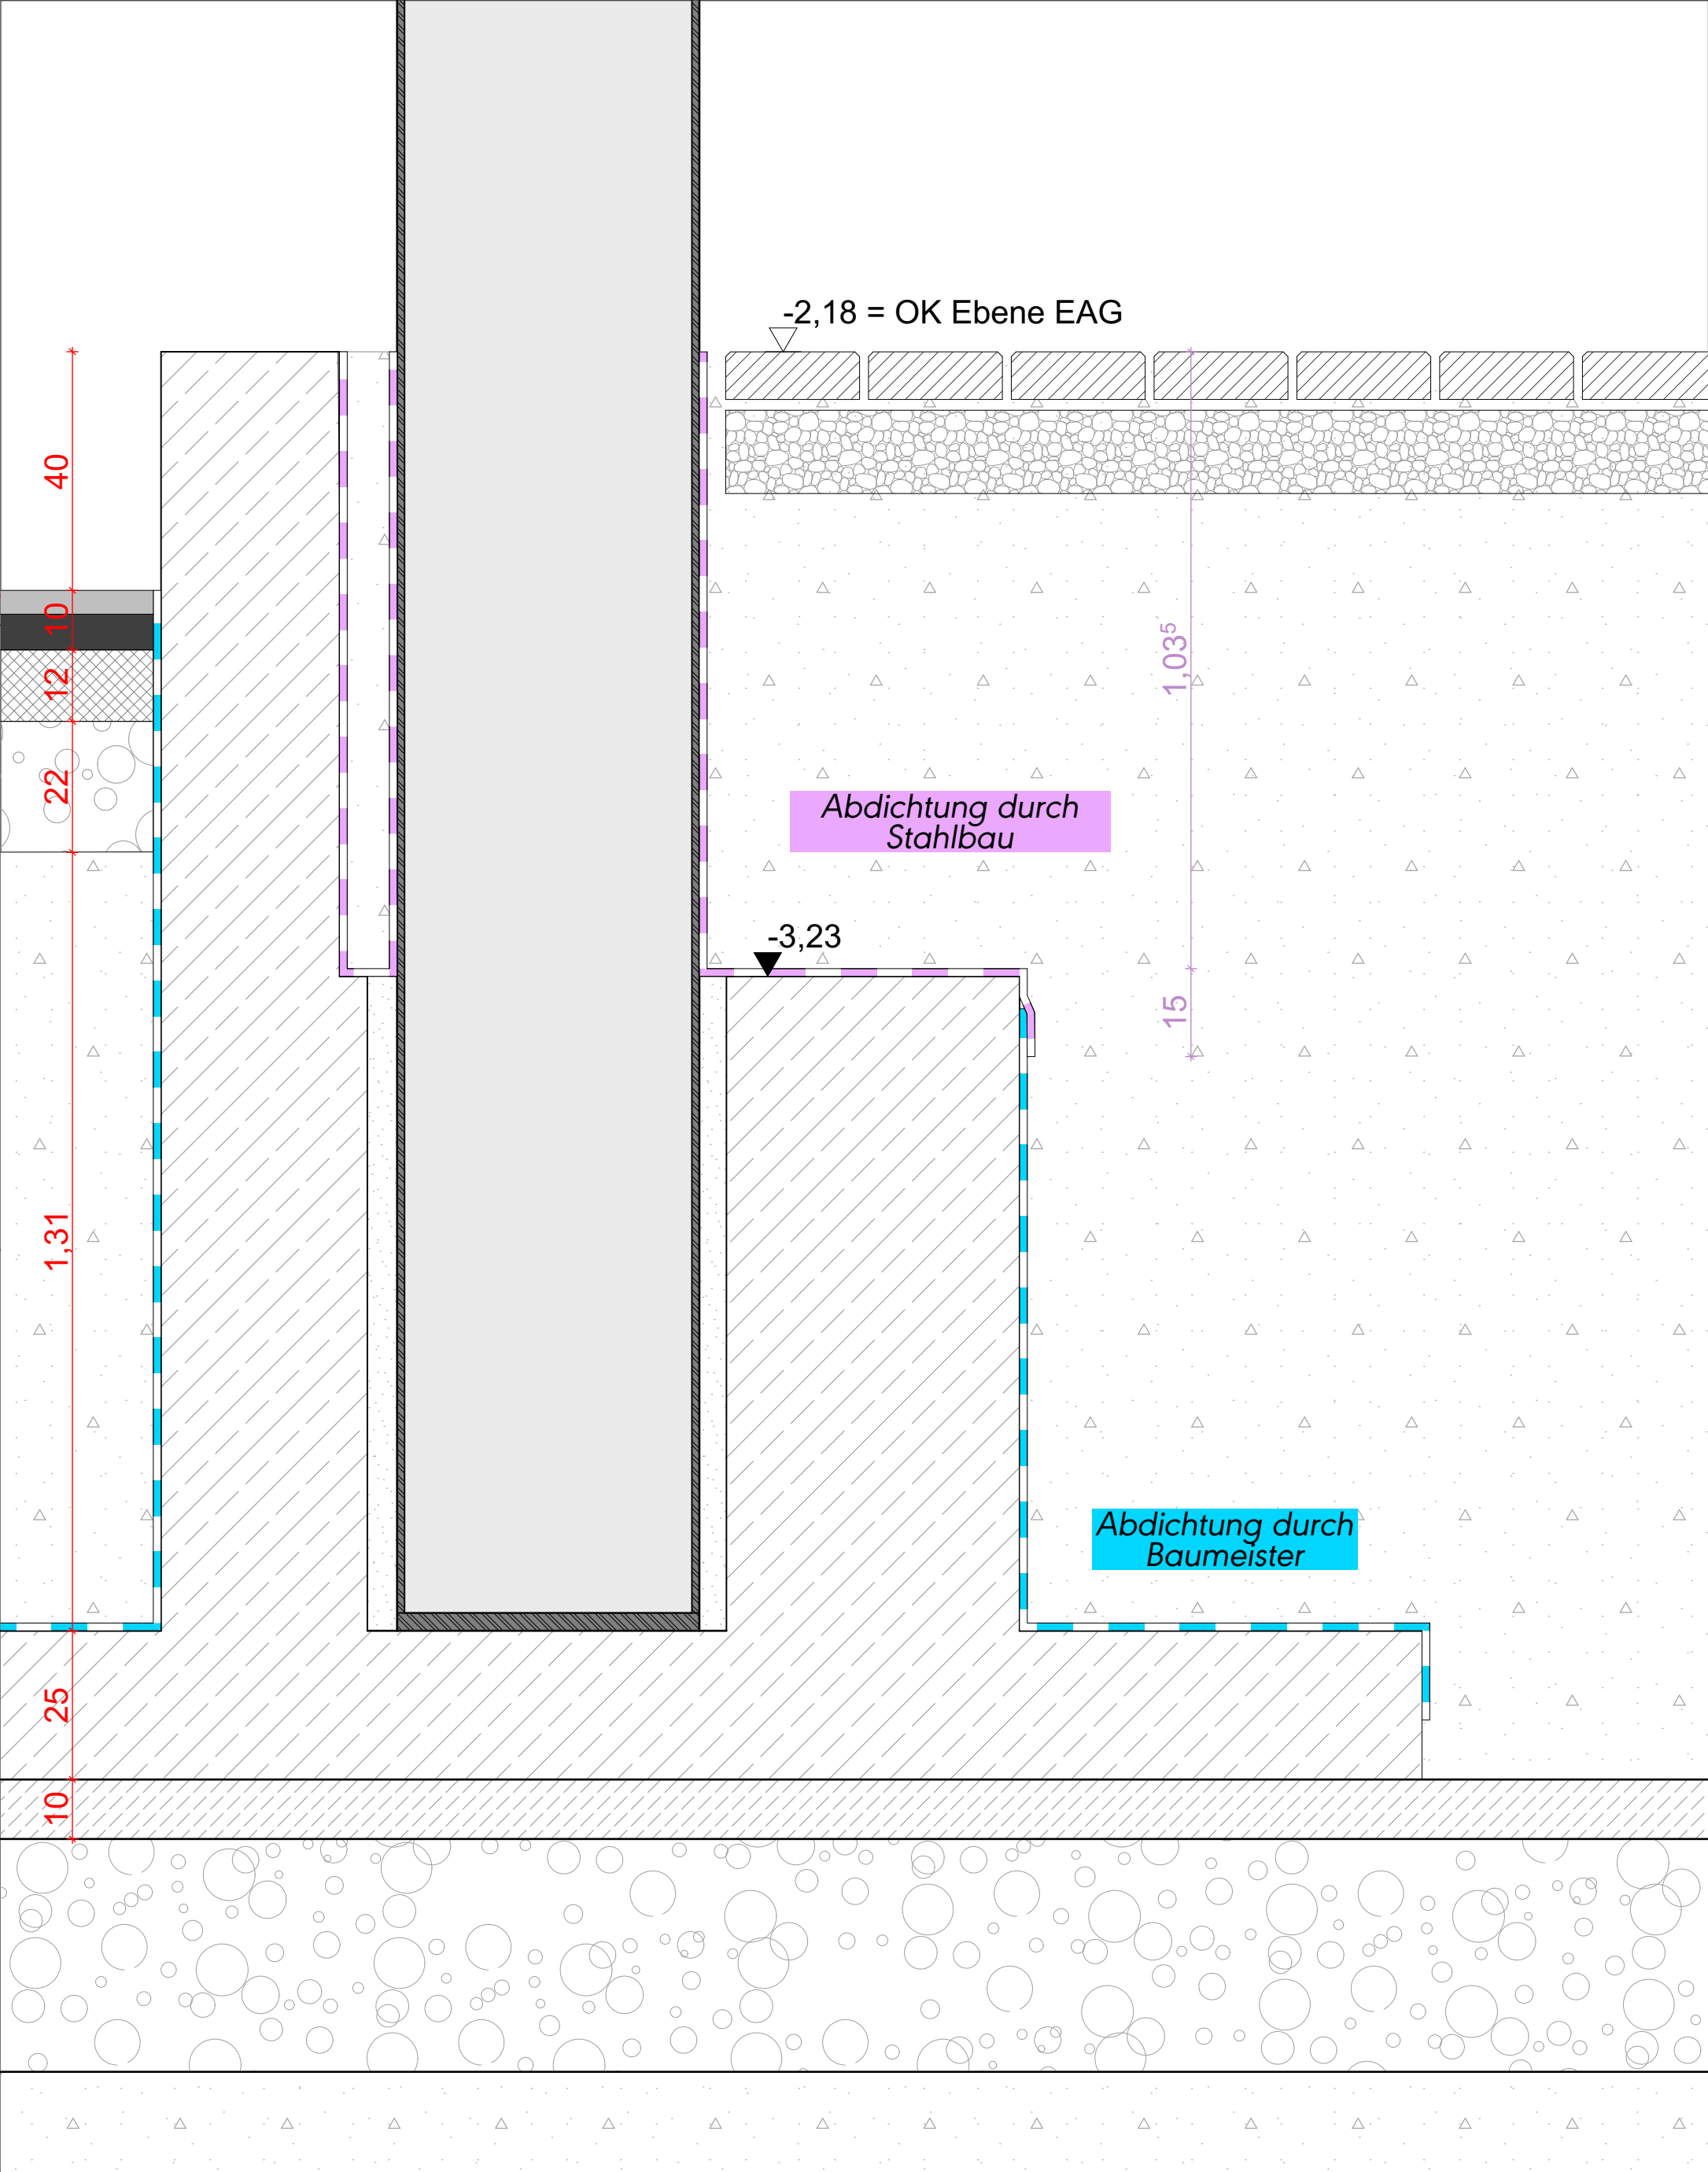 -2,18 = OK Ebene EAG
40
10
12
22
1,03⁵
Abdichtung durch
Stahlbau
-3,23
15
1,31
Abdichtung durch
Baumeister
25
10